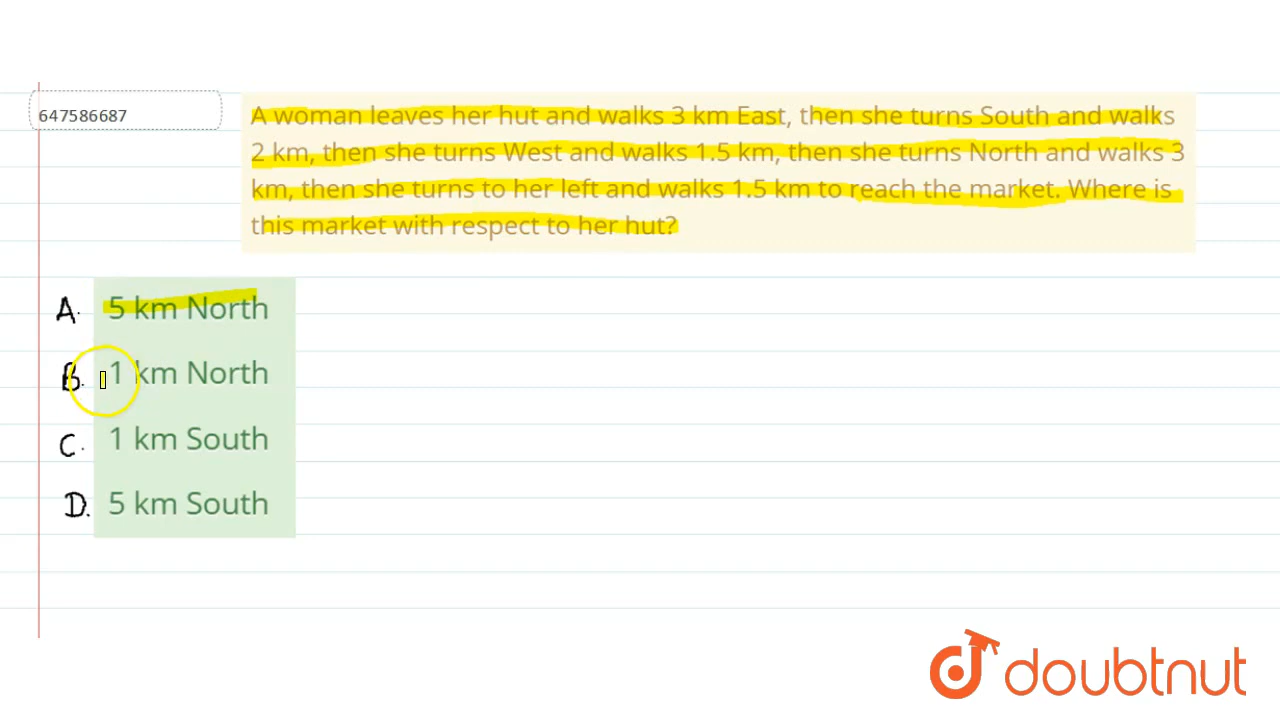 647586687
A woman leaves her hut and walks 3 km East, then she turns South and walks
2 km, then she turns West and walks 1.5 km, then she turns North and walks 3
km, then she turns to her left and walks 1.5 km to reach the market. Where is
this market with respect to her hut?
A. 5 km North
B. 1 km North
C. 1 km South
D. 5 km South
doubtnut